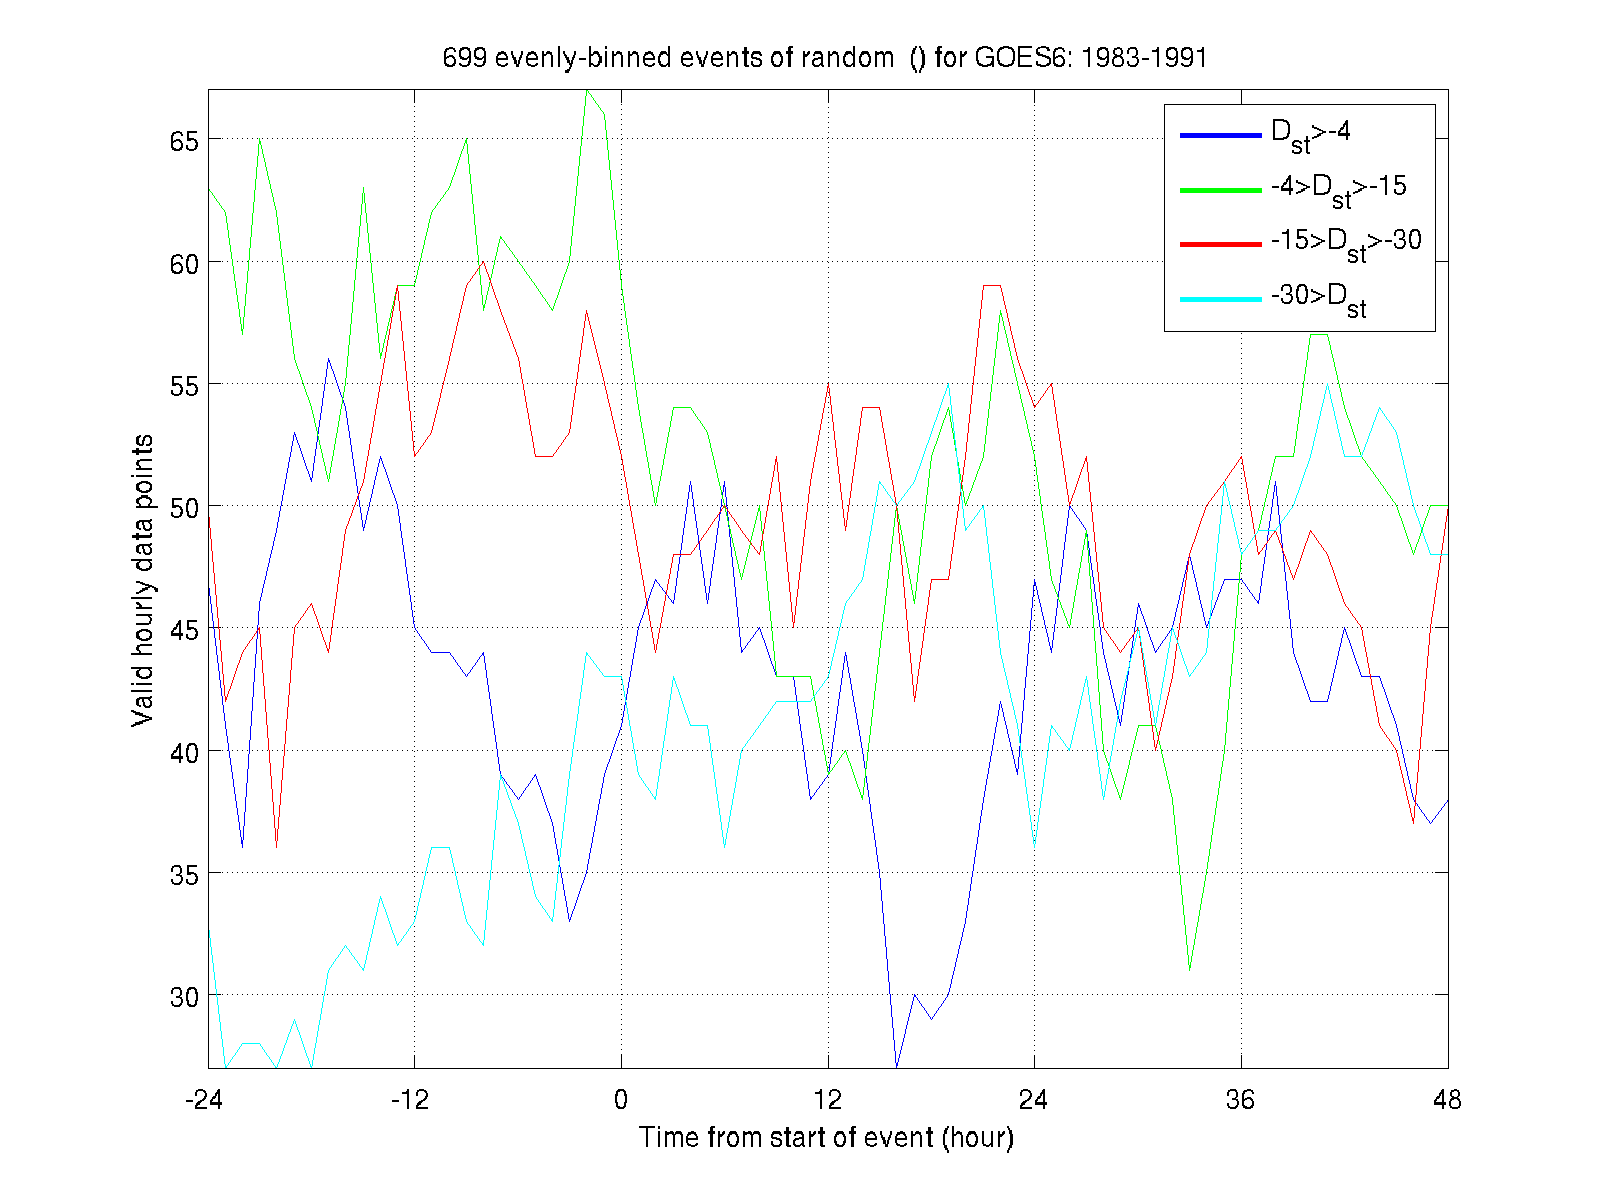 699 evenly-binned events of random () for GOES6: 1983-1991
Dst>-4
-4>Dst>-15
-15>Dst>-30
-30>Dst
65
60
55
50
45
40
35
30
Valid hourly data points
-24 -12 0 12 24 36 48
Time from start of event (hour)